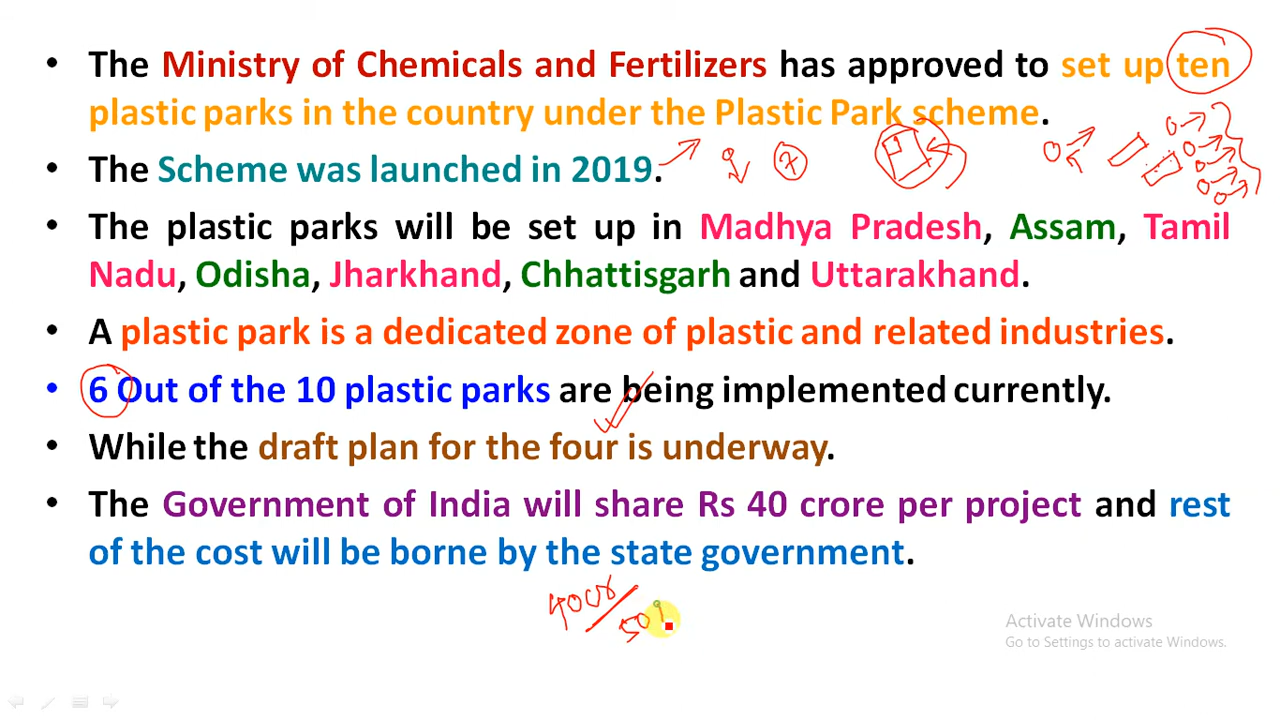 • The Ministry of Chemicals and Fertilizers has approved to set up ten
plastic parks in the country under the Plastic Park scheme.
• The Scheme was launched in 2019.
• The plastic parks will be set up in Madhya Pradesh, Assam, Tamil
Nadu, Odisha, Jharkhand, Chhattisgarh and Uttarakhand.
• A plastic park is a dedicated zone of plastic and related industries.
• 6 Out of the 10 plastic parks are being implemented currently.
• While the draft plan for the four is underway.
• The Government of India will share Rs 40 crore per project and rest
of the cost will be borne by the state government.
Activate Windows
Go to Settings to activate Windows.